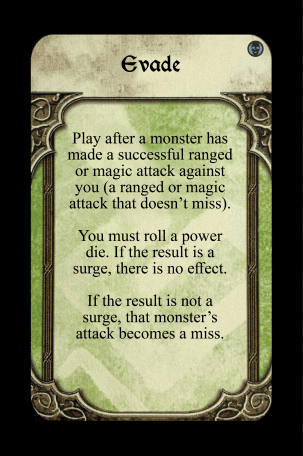 Evade
Play after a monster has
made a successful ranged
or magic attack against
you (a ranged or magic
attack that doesn't miss).
You must roll a power
die. If the result is a
surge, there is no effect.
If the result is not a
surge, that monster's
attack becomes a miss.